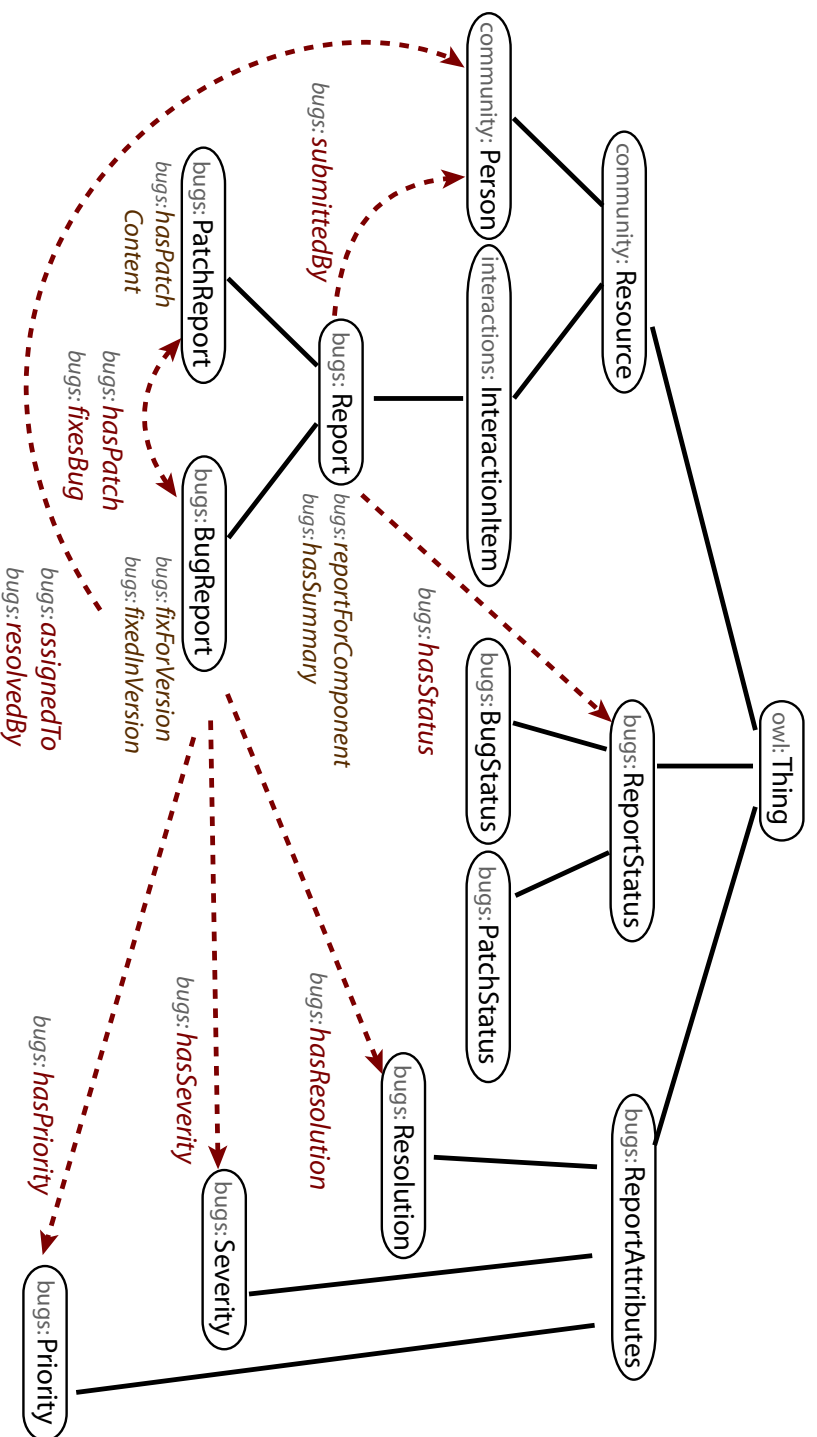 owl: Thing
community: Resource
bugs: ReportStatus
bugs: ReportAttributes
community: Person
interactions: InteractionItem
bugs: BugStatus
bugs: PatchStatus
bugs: hasStatus
bugs: Resolution
bugs: submittedBy
bugs: Report
bugs: reportForComponent
bugs: hasSummary
bugs: hasResolution
bugs: PatchReport
bugs: hasPatch
Content
bugs: BugReport
bugs: fixForVersion
bugs: fixedInVersion
bugs: Severity
bugs: hasSeverity
bugs: hasPatch
bugs: fixesBug
bugs: assignedTo
bugs: resolvedBy
bugs: hasPriority
bugs: Priority